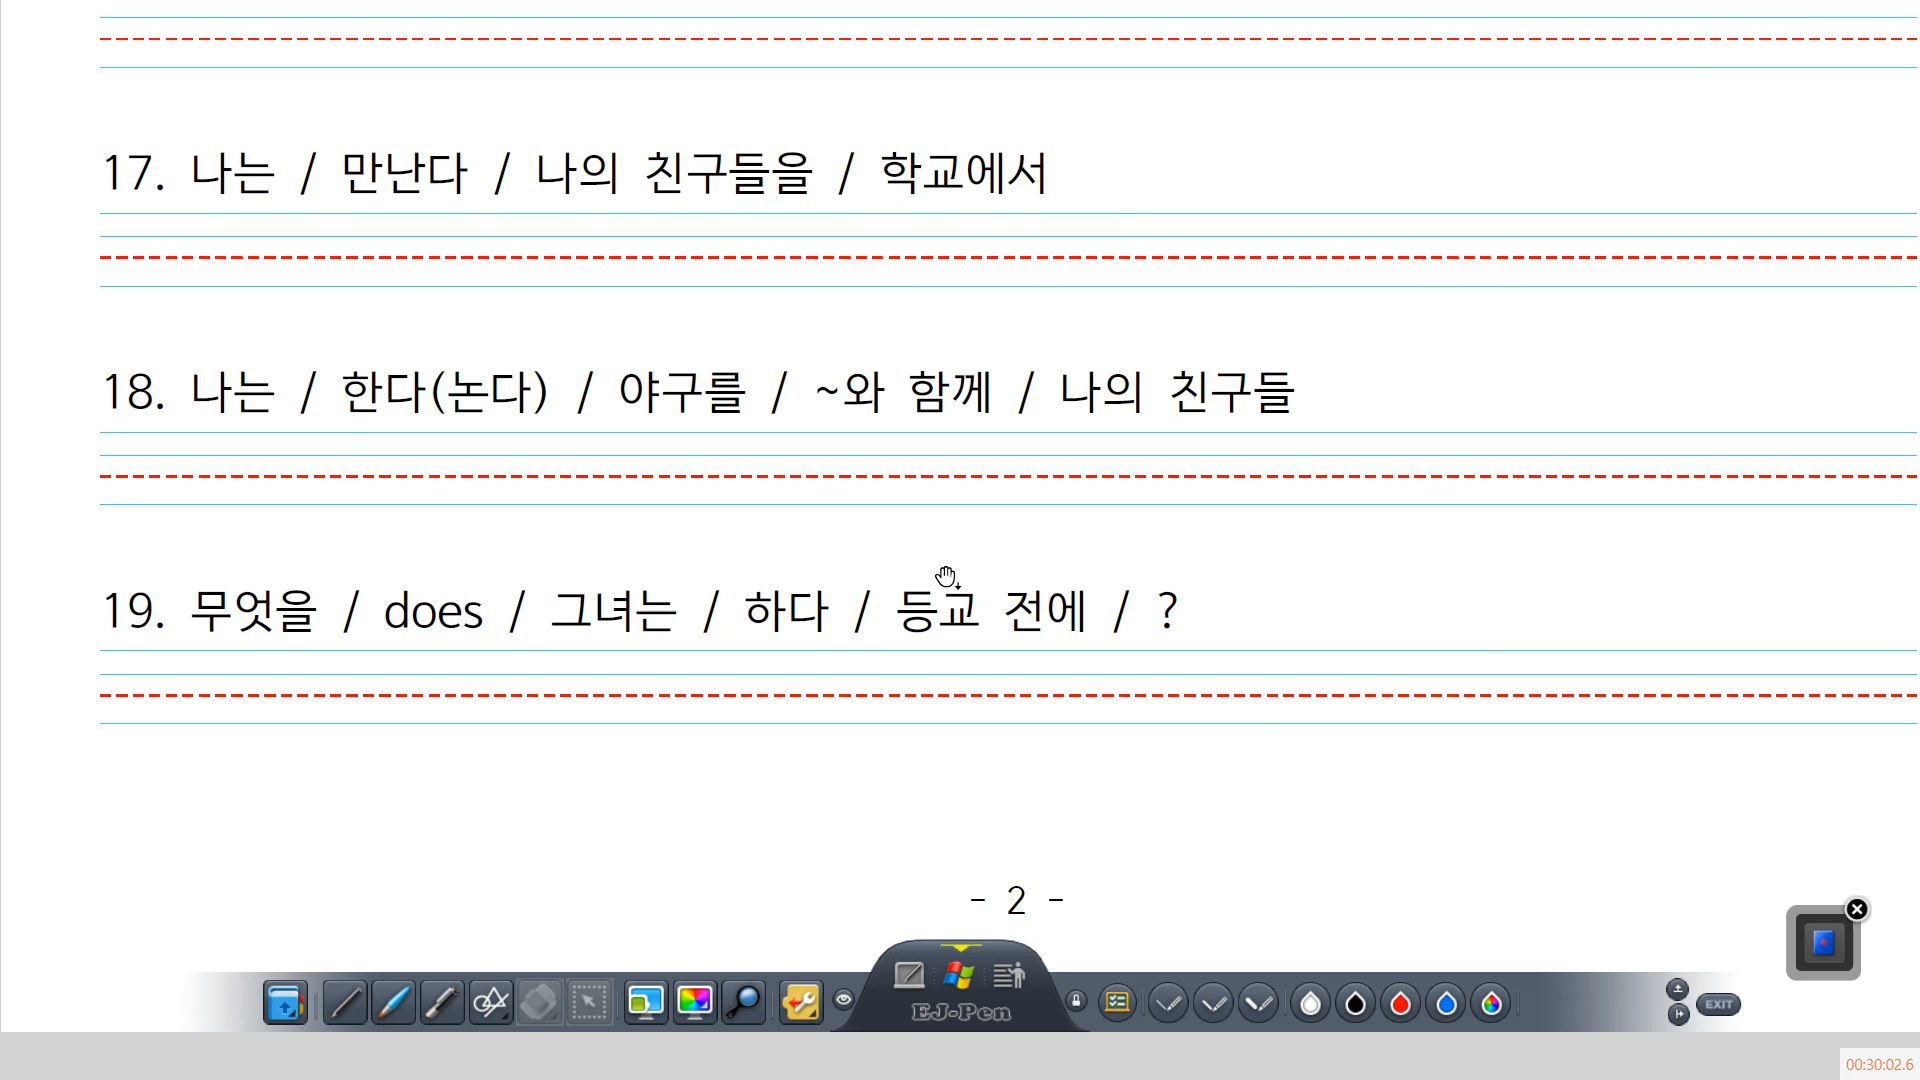 17. 나는 / 만난다 / 나의 친구들을 / 학교에서
18. 나는 / 한다(논다) / 야구를 / ~와 함께 / 나의 친구들
19. 무엇을 / does / 그녀는 / 하다 / 등교 전에 / ?
- 2 -
EJ-Pen
EXIT
00:30:02.6